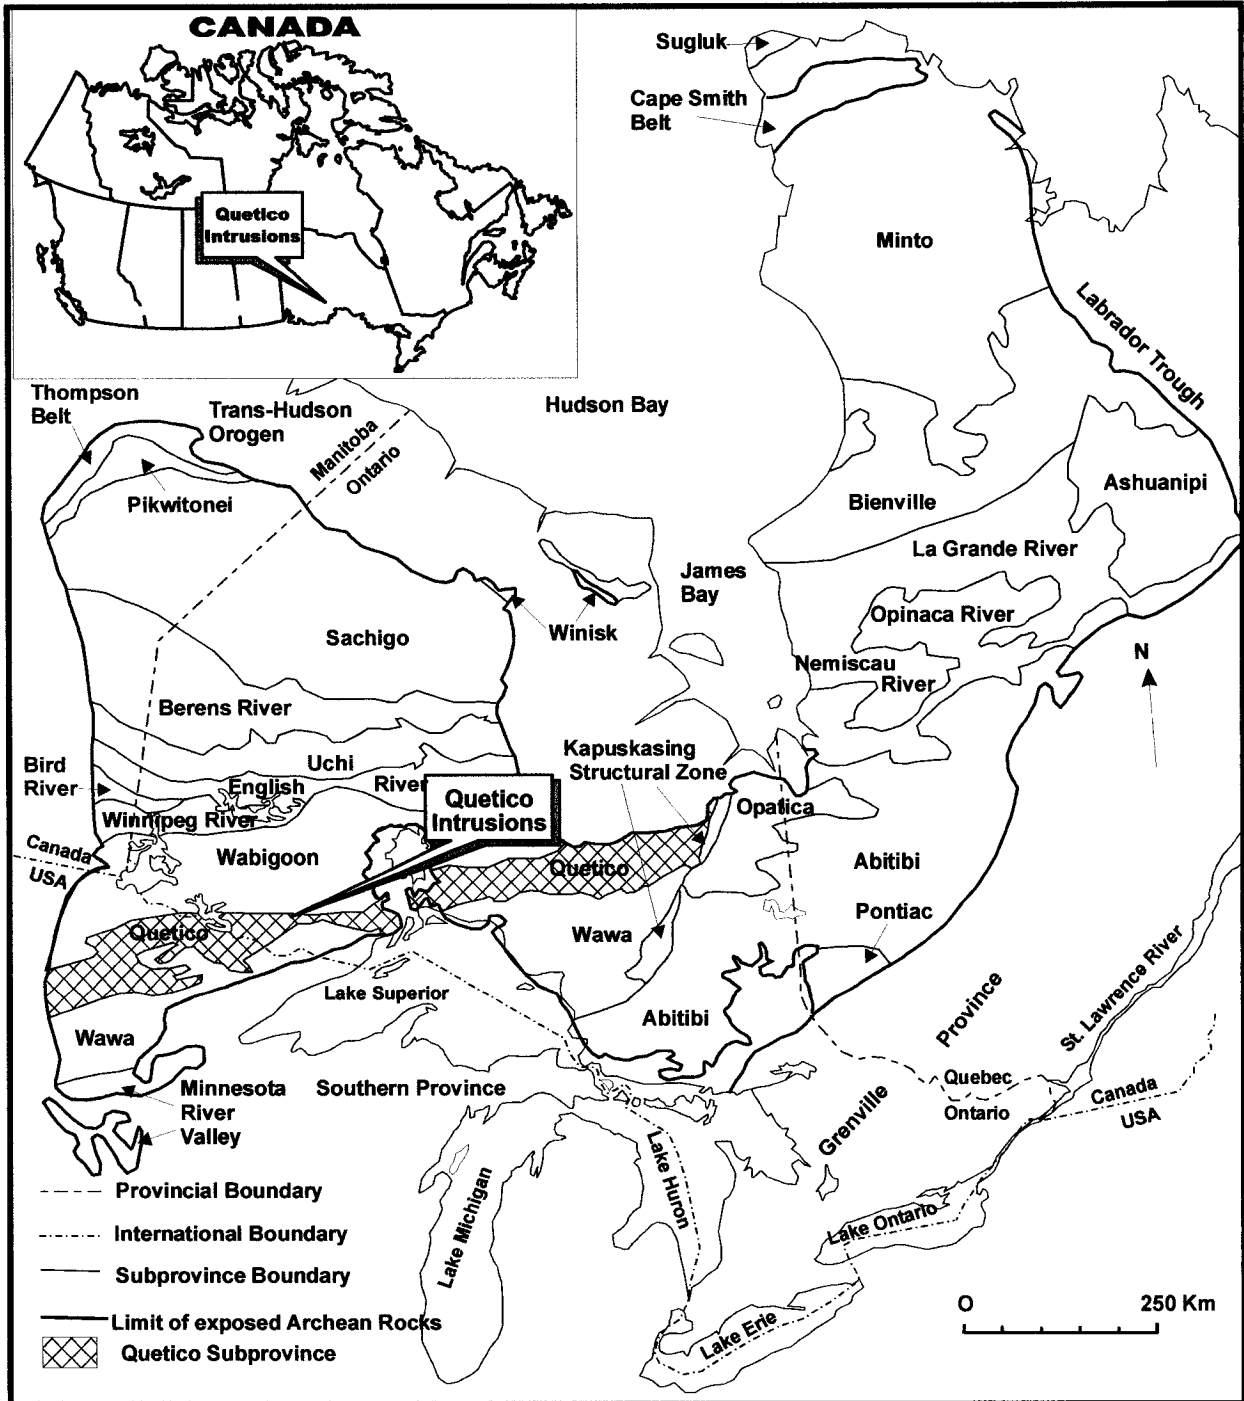 CANADA
Quetico
Intrusions
Sugluk
Cape Smith
Belt
Minto
Labrador Trough
Thompson
Belt
Trans-Hudson
Orogen
Hudson Bay
Manitoba
Ontario
Pikwitonei
Bienville
Ashuanipi
La Grande River
James
Bay
Opinaca River
Winisk
Sachigo
Nemiscau
River
N
Berens River
Kapuskasing
Structural Zone
Uchi
Bird
River
English
River
Quetico
Intrusions
Opatica
Winnipeg River
Wabigoon
Canada
USA
Quetico
Abitibi
Pontiac
Quetico
Wawa
Lake Superior
Abitibi
Province
St. Lawrence River
Wawa
Southern Province
Minnesota
River
Valley
Quebec
Ontario
Canada
USA
Grenville
Lake Huron
Lake Michigan
Lake Ontario
Lake Erie
Provincial Boundary
International Boundary
Subprovince Boundary
Limit of exposed Archean Rocks
Quetico Subprovince
O 250 Km